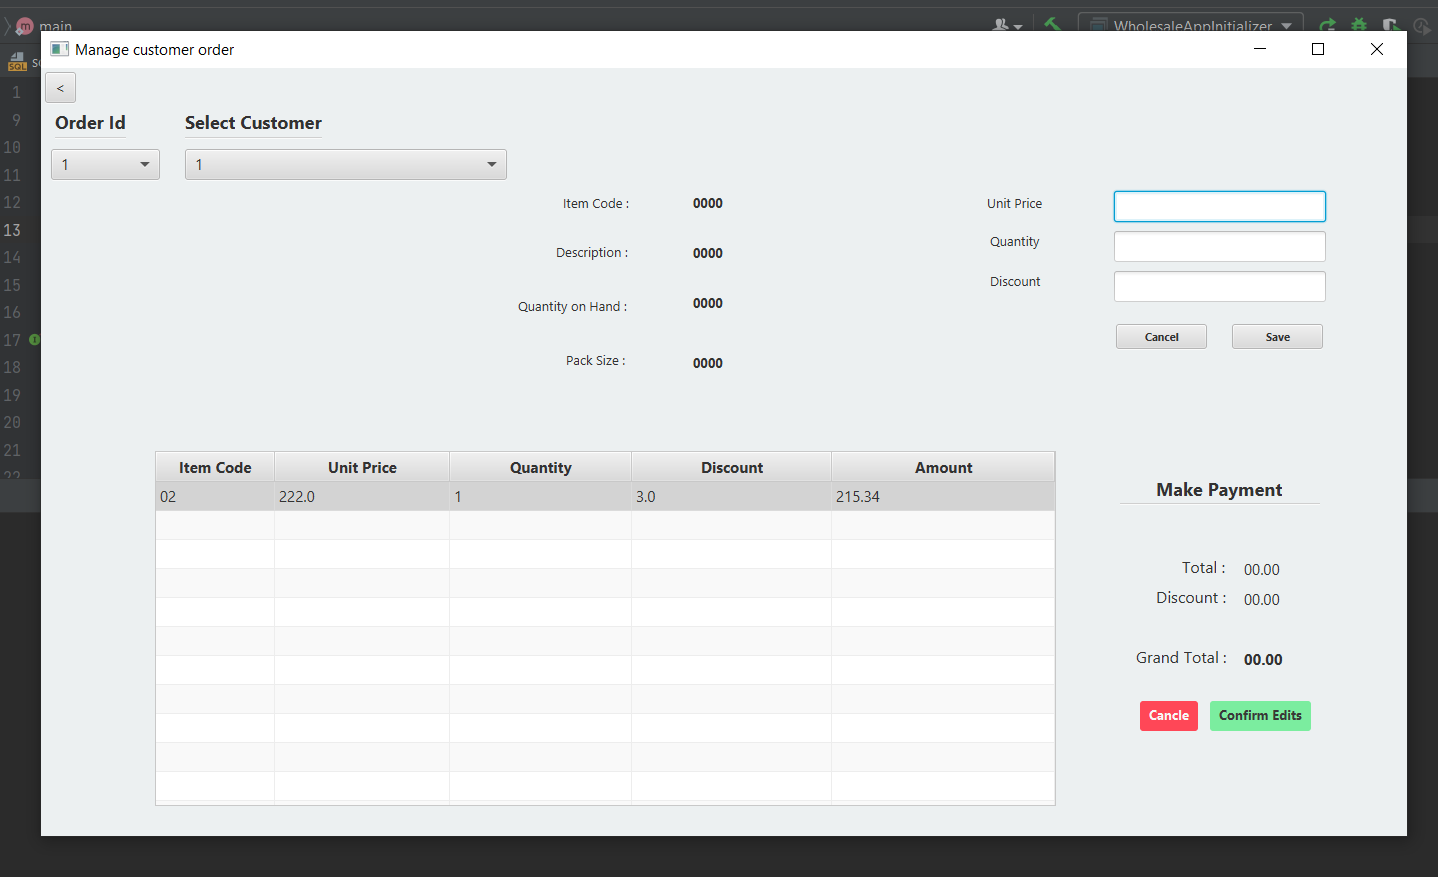 main
WholesaleAppInitializer
Manage customer order
SQL
<
Order Id
Select Customer
1
1
Item Code :
0000
Description :
0000
Quantity on Hand :
0000
Pack Size :
0000
Unit Price
Quantity
Discount
Cancel
Save
Item Code Unit Price Quantity Discount Amount
02 222.0 1 3.0 215.34
Make Payment
Total : 00.00
Discount : 00.00
Grand Total : 00.00
Cancle
Confirm Edits
1
9
10
11
12
13
14
15
16
17
18
19
20
21
22